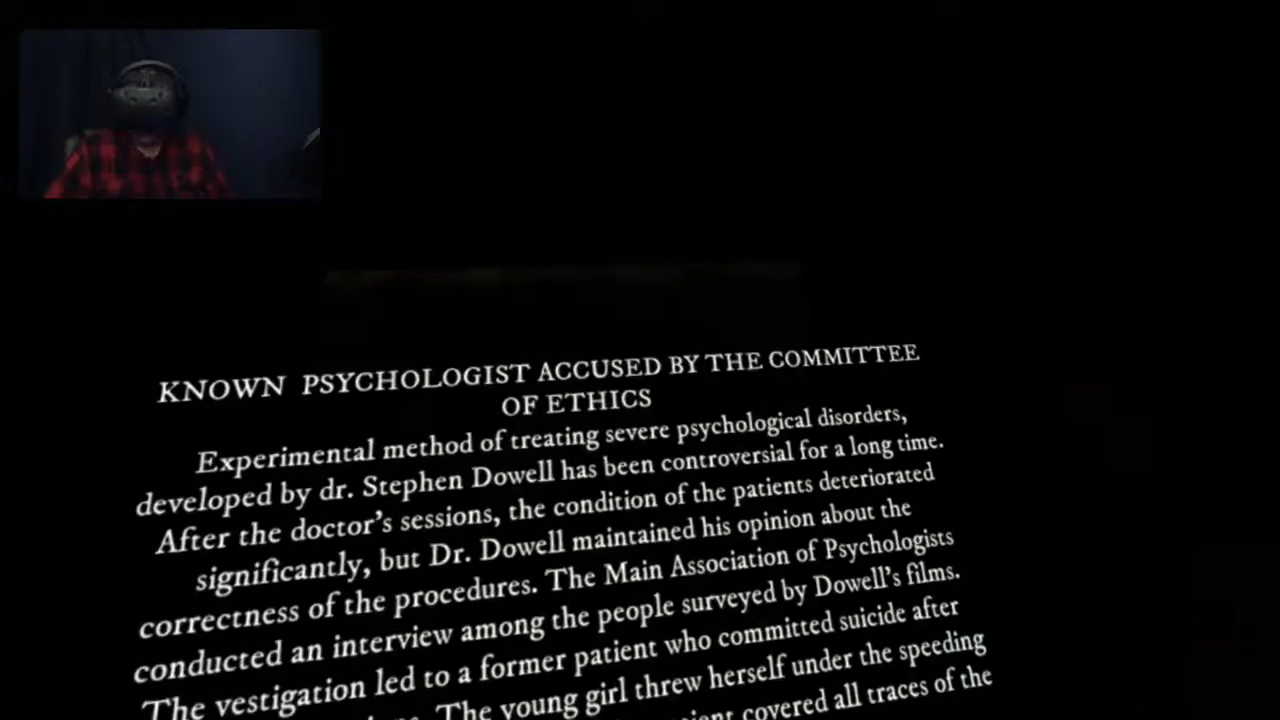 KNOWN PSYCHOLOGIST ACCUSED BY THE COMMITTEE
OF ETHICS
Experimental method of treating severe psychological disorders,
developed by dr. Stephen Dowell has been controversial for a long time.
After the doctor's sessions, the condition of the patients deteriorated
significantly, but Dr. Dowell maintained his opinion about the
correctness of the procedures. The Main Association of Psychologists
conducted an interview among the people surveyed by Dowell's films.
The vestigation led to a former patient who committed suicide after
The young girl threw herself under the speeding
covered all traces of the